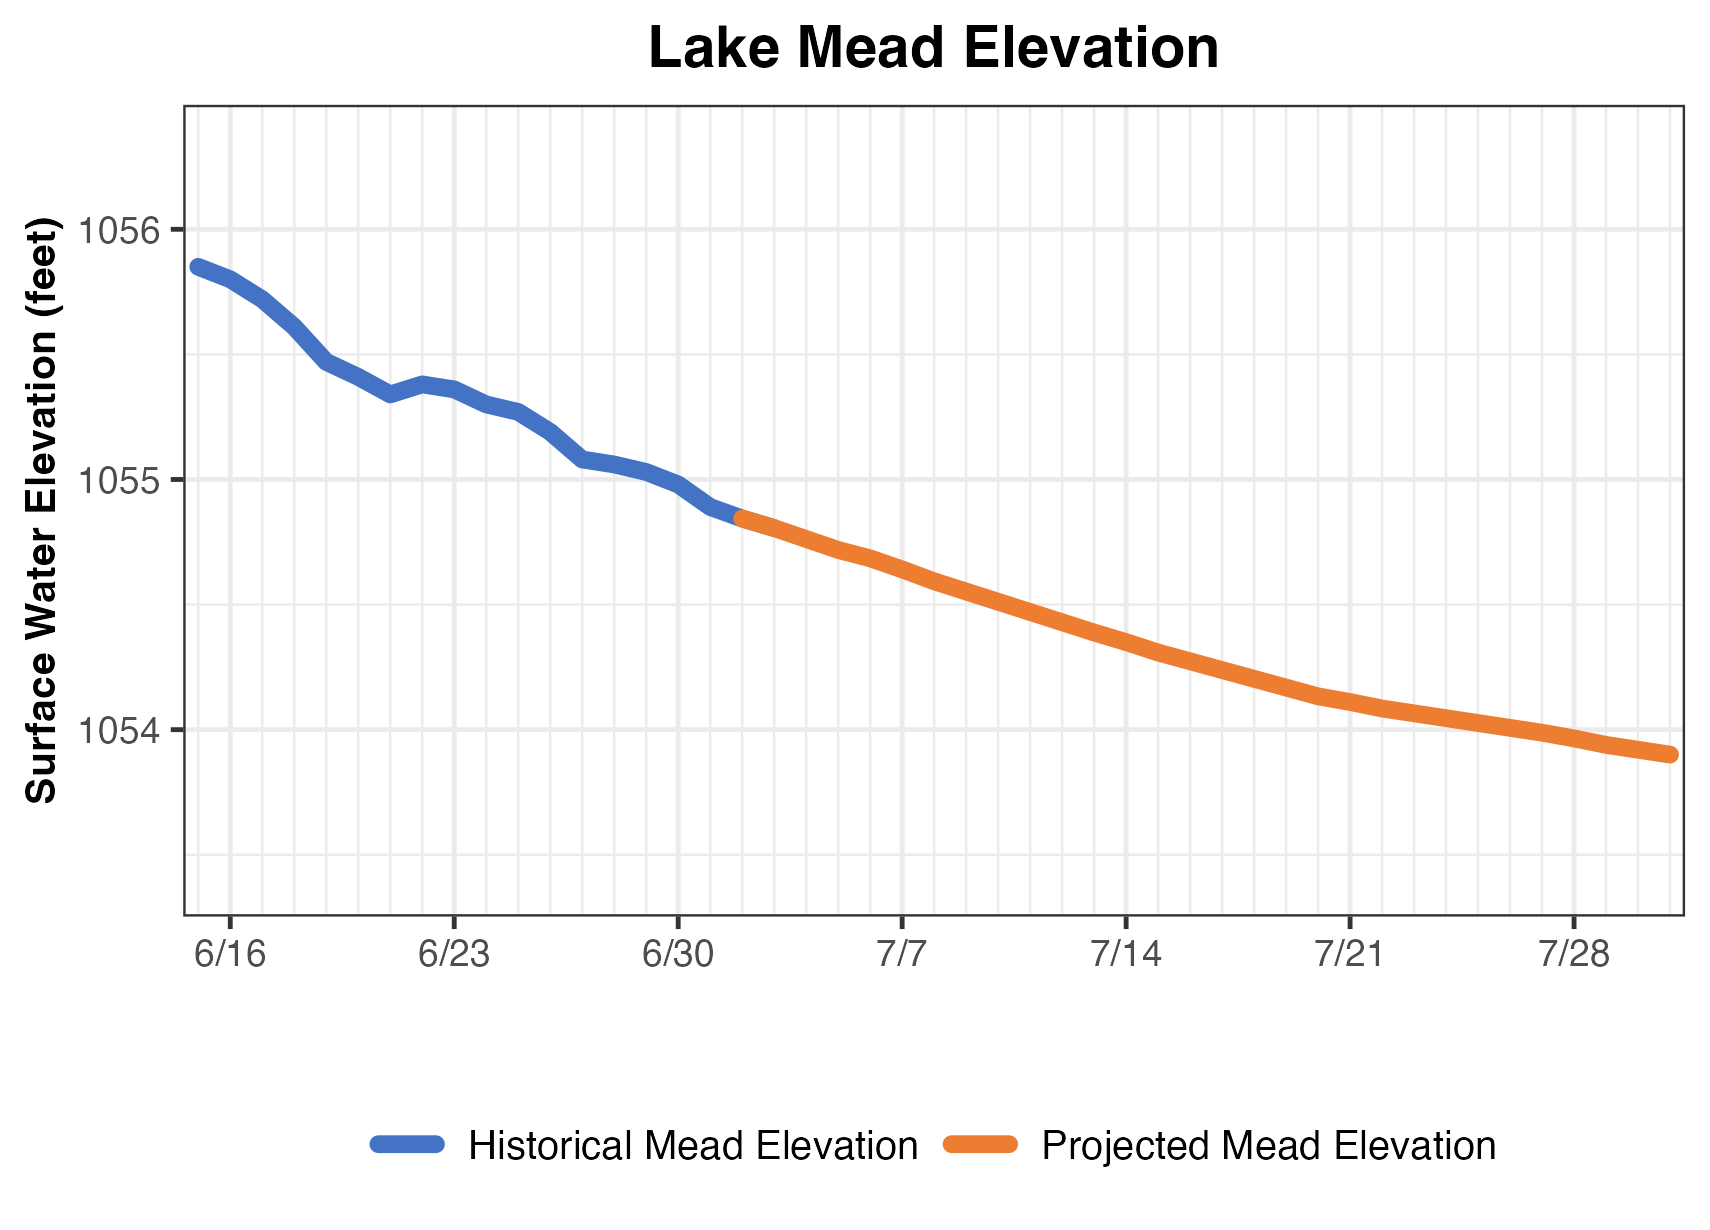 Lake Mead Elevation
Surface Water Elevation (feet)
1056
1055
1054
6/16 6/23 6/30 7/7 7/14 7/21 7/28
Historical Mead Elevation Projected Mead Elevation